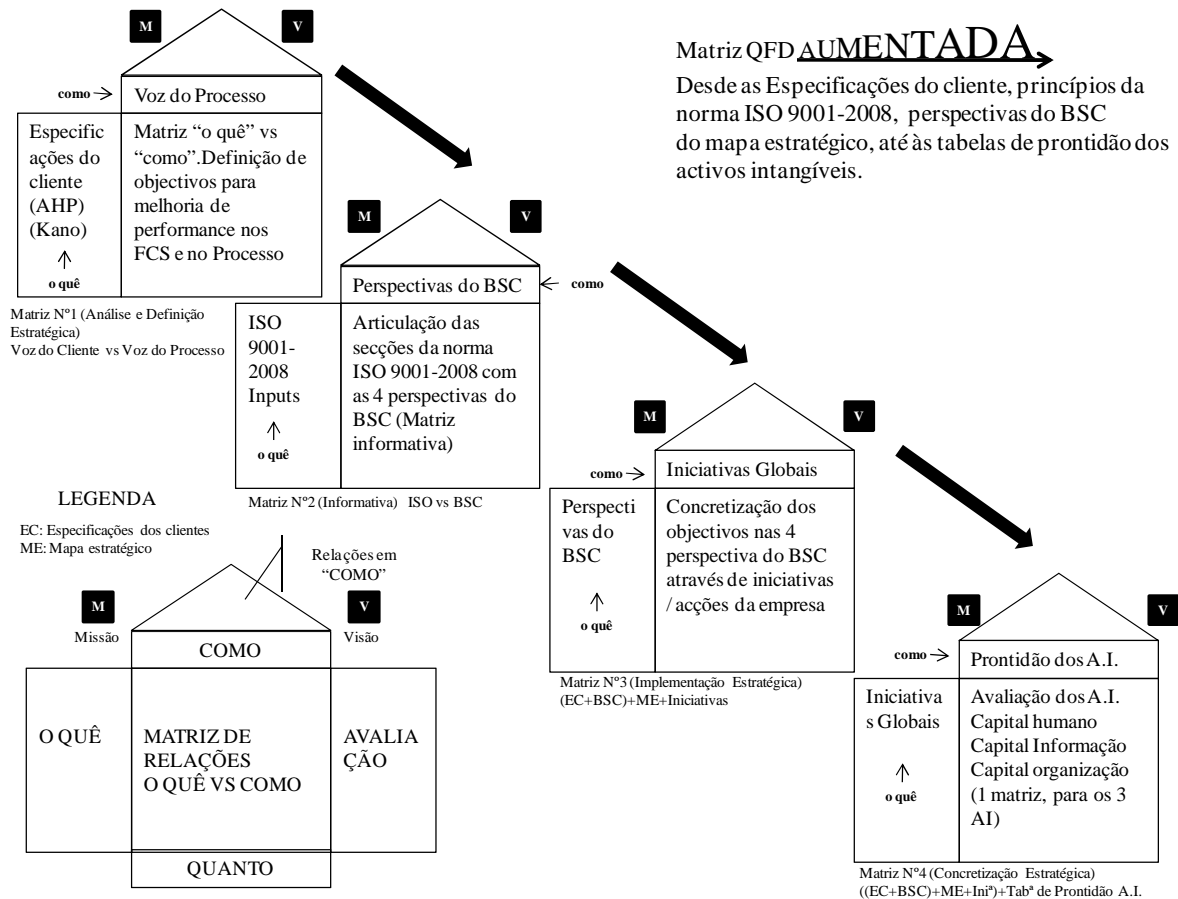 Matriz QFD AUMENTADA
Desde as Especificações do cliente, princípios da
norma ISO 9001-2008, perspectivas do BSC
do mapa estratégico, até às tabelas de prontidão dos
activos intangíveis.
M
V
como
Voz do Processo
Especific
ações do
cliente
(AHP)
(Kano)
o quê
Matriz “o quê” vs
“como”.Definição de
objectivos para
melhoria de
performance nos
FCS e no Processo
Matriz Nº1 (Análise e Definição
Estratégica)
Voz do Cliente vs Voz do Processo
M
V
como
Perspectivas do BSC
ISO
9001-
2008
Inputs
o quê
Articulação das
secções da norma
ISO 9001-2008 com
as 4 perspectivas do
BSC (Matriz
informativa)
Matriz Nº2 (Informativa) ISO vs BSC
M
V
como
Iniciativas Globais
Perspecti
vas do
BSC
o quê
Concretização dos
objectivos nas 4
perspectiva do BSC
através de iniciativas
/ acções da empresa
Matriz Nº3 (Implementação Estratégica)
(EC+BSC)+ME+Iniciativas
M
V
como
Prontidão dos A.I.
Iniciativa
s Globais
o quê
Avaliação dos A.I.
Capital humano
Capital Informação
Capital organização
(1 matriz, para os 3
AI)
Matriz Nº4 (Concretização Estratégica)
((EC+BSC)+ME+Iniª)+Tabª de Prontidão A.I.
LEGENDA
EC: Especificações dos clientes
ME: Mapa estratégico
Relações em
“COMO”
M
Missão
V
Visão
COMO
O QUÊ
MATRIZ DE
RELAÇÕES
O QUÊ VS COMO
AVALIA
ÇÃO
QUANTO